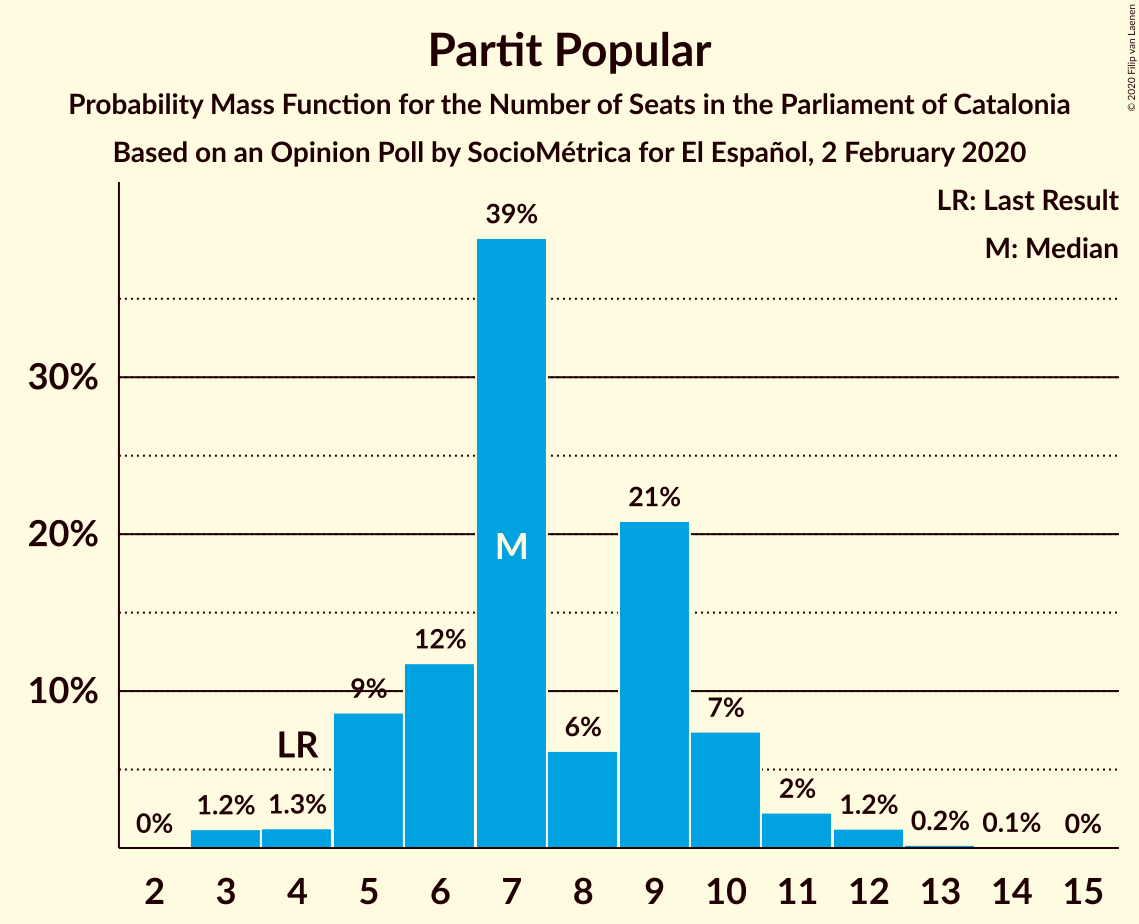 Partit Popular
Probability Mass Function for the Number of Seats in the Parliament of Catalonia
Based on an Opinion Poll by SocioMétrica for El Español, 2 February 2020
© 2020 Filip van Laenen
LR: Last Result
M: Median
39%
30%
21%
20%
M
12%
10%
9%
7%
6%
LR
2%
1.2%
1.3%
1.2%
0%
0.2%
0.1%
0%
2 3 4 5 6 7 8 9 10 11 12 13 14 15